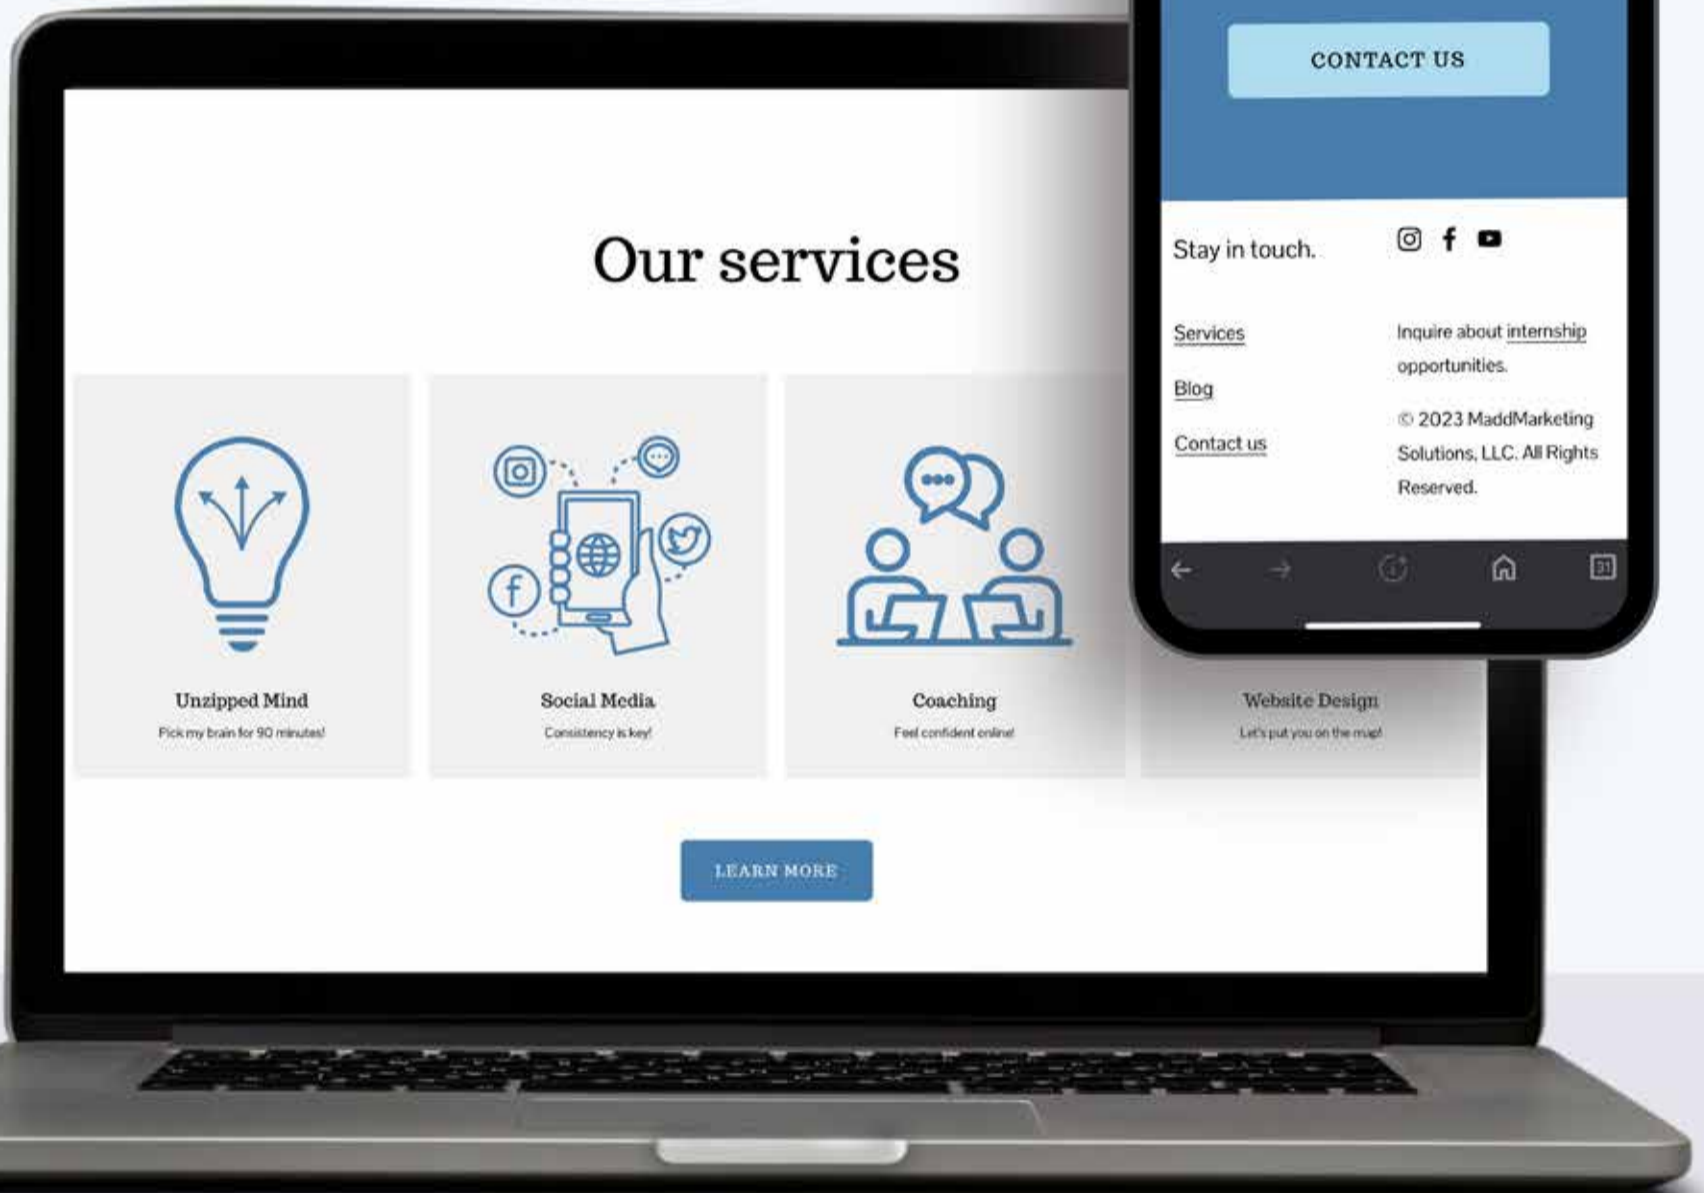 Our services
Unzipped Mind
Pick my brain for 90 minutes!
Social Media
Consistency is key!
Coaching
Feel confident online!
Website Design
Let's put you on the map!
LEARN MORE
CONTACT US
Stay in touch.
Services
Blog
Contact us
Inquire about internship
opportunities.
© 2023 MaddMarketing
Solutions, LLC. All Rights
Reserved.
31